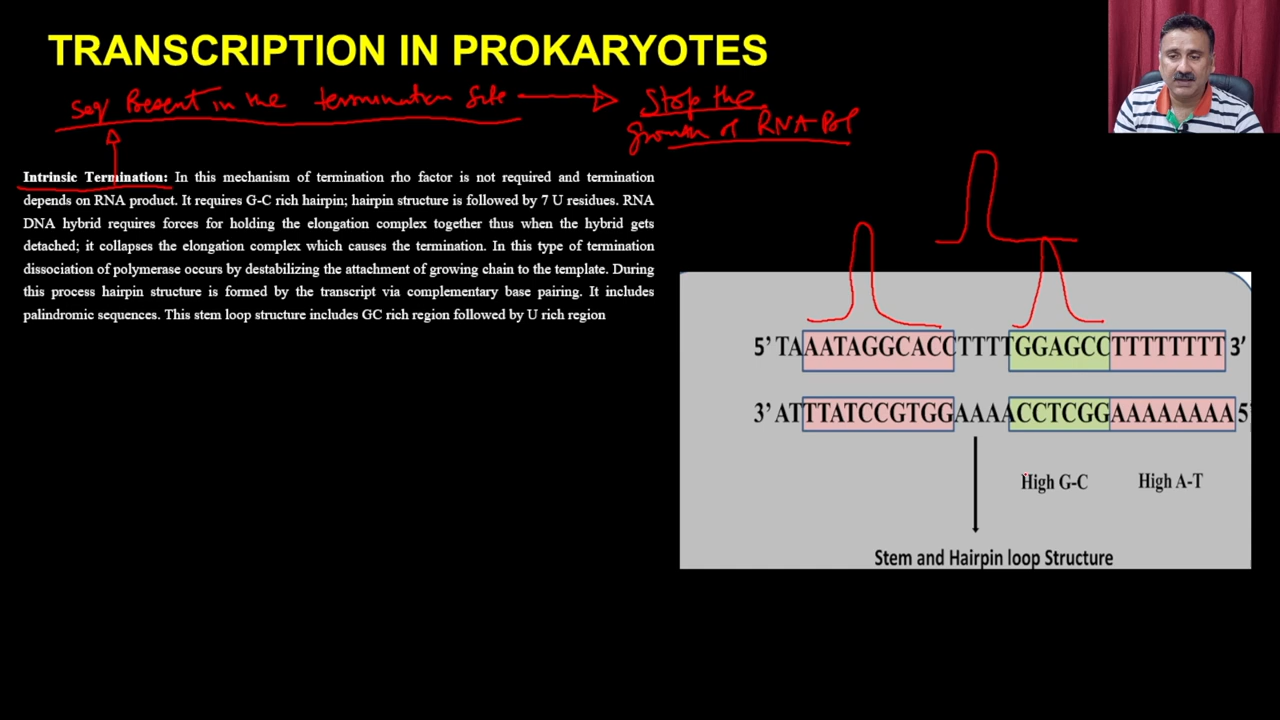 TRANSCRIPTION IN PROKARYOTES
Seq Present in the termination Site → Stop the
growth of RNA Pol
Intrinsic Termination: In this mechanism of termination rho factor is not required and termination
depends on RNA product. It requires G-C rich hairpin; hairpin structure is followed by 7 U residues. RNA
DNA hybrid requires forces for holding the elongation complex together thus when the hybrid gets
detached; it collapses the elongation complex which causes the termination. In this type of termination
dissociation of polymerase occurs by destabilizing the attachment of growing chain to the template. During
this process hairpin structure is formed by the transcript via complementary base pairing. It includes
palindromic sequences. This stem loop structure includes GC rich region followed by U rich region
5’ TAAATAGGCACCTTTTGGAGCCTTTTTTTT 3’
3’ ATTTATCCGTGGAAAACCTCGGAAAAAAAA 5’
High G-C High A-T
Stem and Hairpin loop Structure